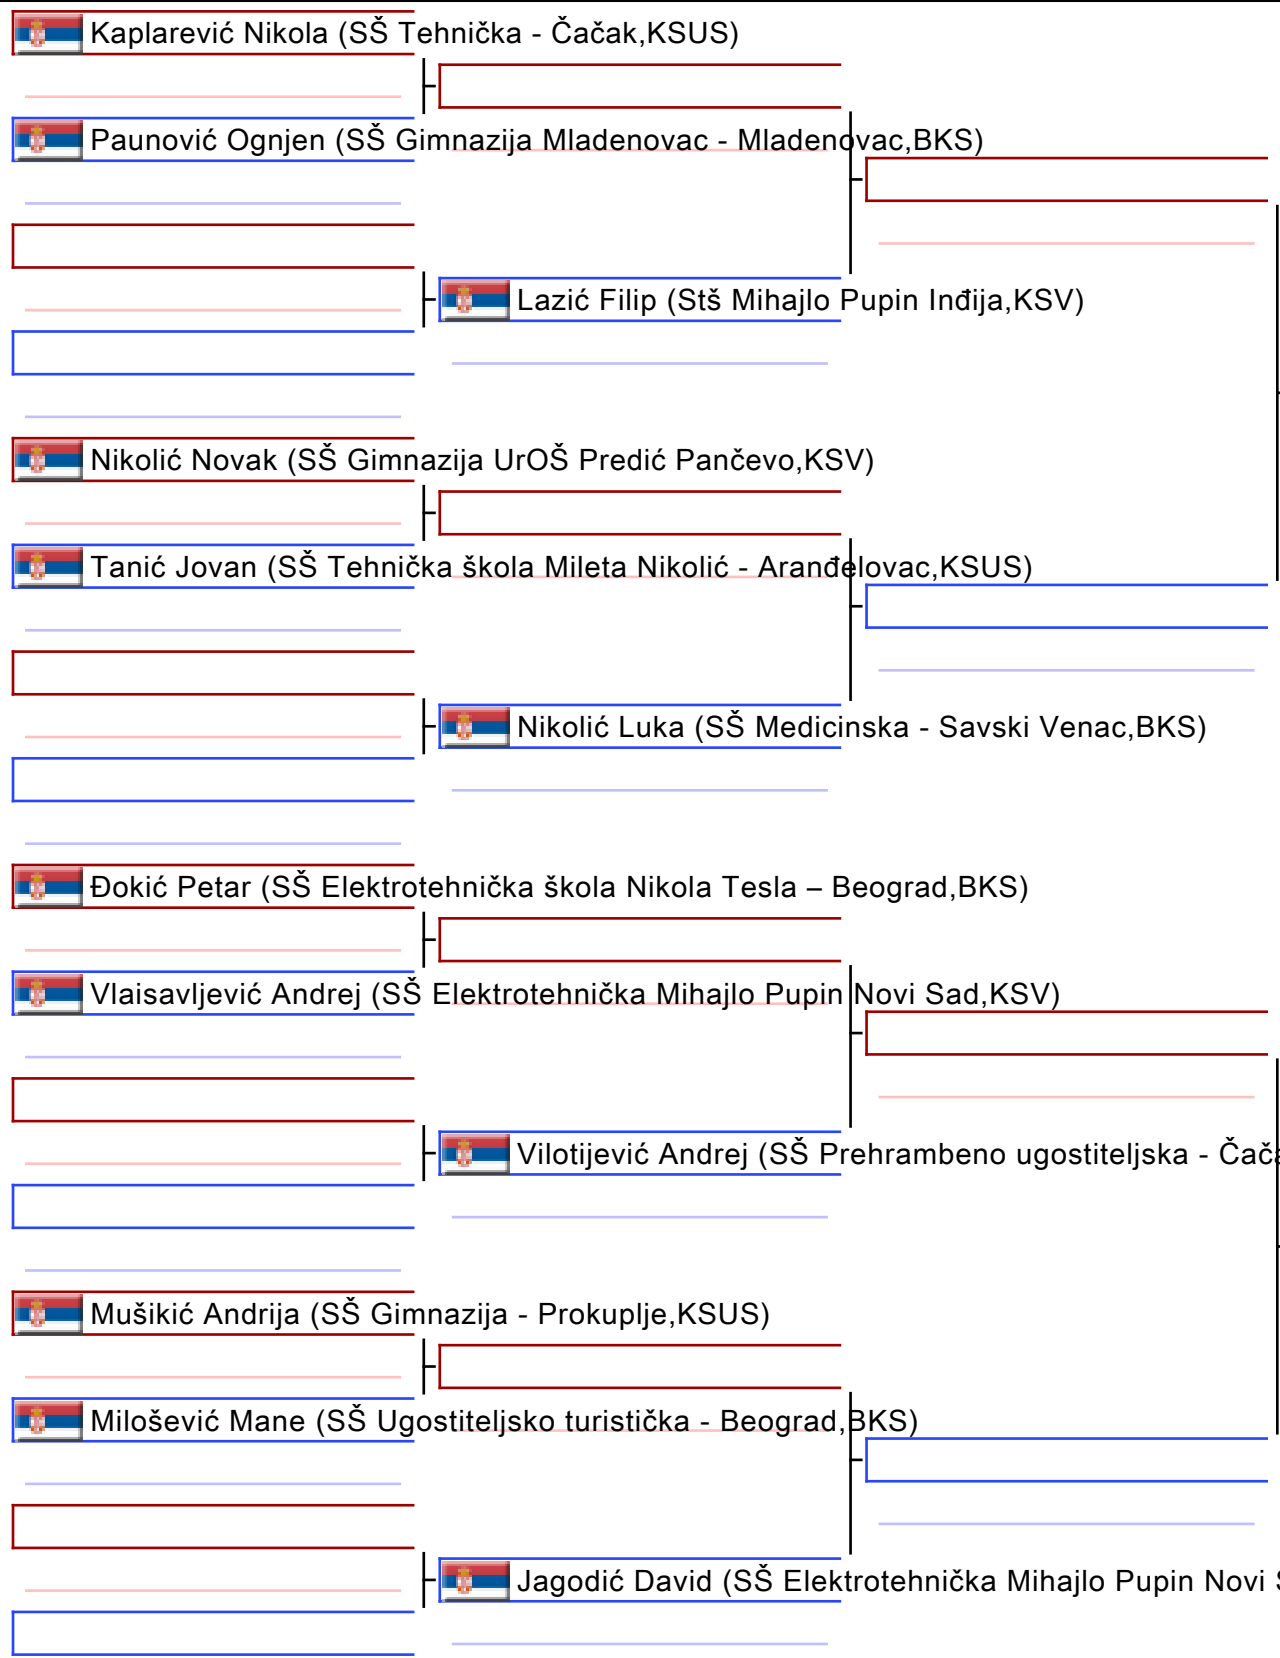 Kaplarević Nikola (SŠ Tehnička - Čačak,KSUS)
Paunović Ognjen (SŠ Gimnazija Mladenovac - Mladenovac,BKS)
Lazić Filip (Stš Mihajlo Pupin Inđija,KSV)
Nikolić Novak (SŠ Gimnazija UrOŠ Predić Pančevo,KSV)
Tanić Jovan (SŠ Tehnička škola Mileta Nikolić - Aranđelovac,KSUS)
Nikolić Luka (SŠ Medicinska - Savski Venac,BKS)
Đokić Petar (SŠ Elektrotehnička škola Nikola Tesla – Beograd,BKS)
Vlaisavljević Andrej (SŠ Elektrotehnička Mihajlo Pupin Novi Sad,KSV)
Vilotijević Andrej (SŠ Prehrambeno ugostiteljska - Čač
Mušikić Andrija (SŠ Gimnazija - Prokuplje,KSUS)
Milošević Mane (SŠ Ugostiteljsko turistička - Beograd,BKS)
Jagodić David (SŠ Elektrotehnička Mihajlo Pupin Novi